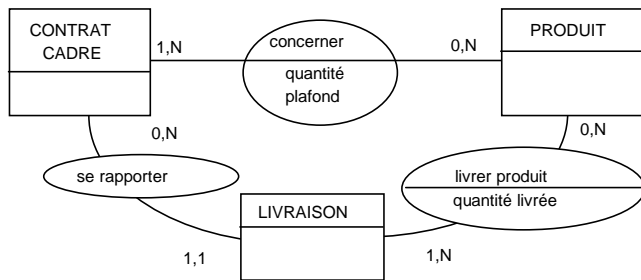 CONTRAT
CADRE
1,N
concerner
quantité
plafond
0,N
PRODUIT
0,N
se rapporter
1,1
LIVRAISON
1,N
livrer produit
quantité livrée
0,N